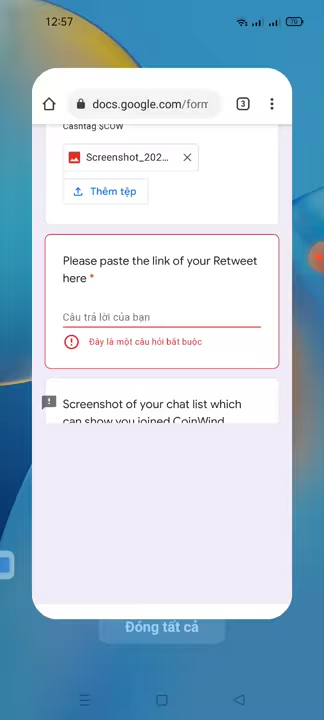 12:57
70
docs.google.com/form
3
Cashtag $COW
Screenshot_202...
Thêm tệp
Please paste the link of your Retweet
here *
Câu trả lời của bạn
Đây là một câu hỏi bắt buộc
Screenshot of your chat list which
can show you joined CoinWind
Đóng tất cả